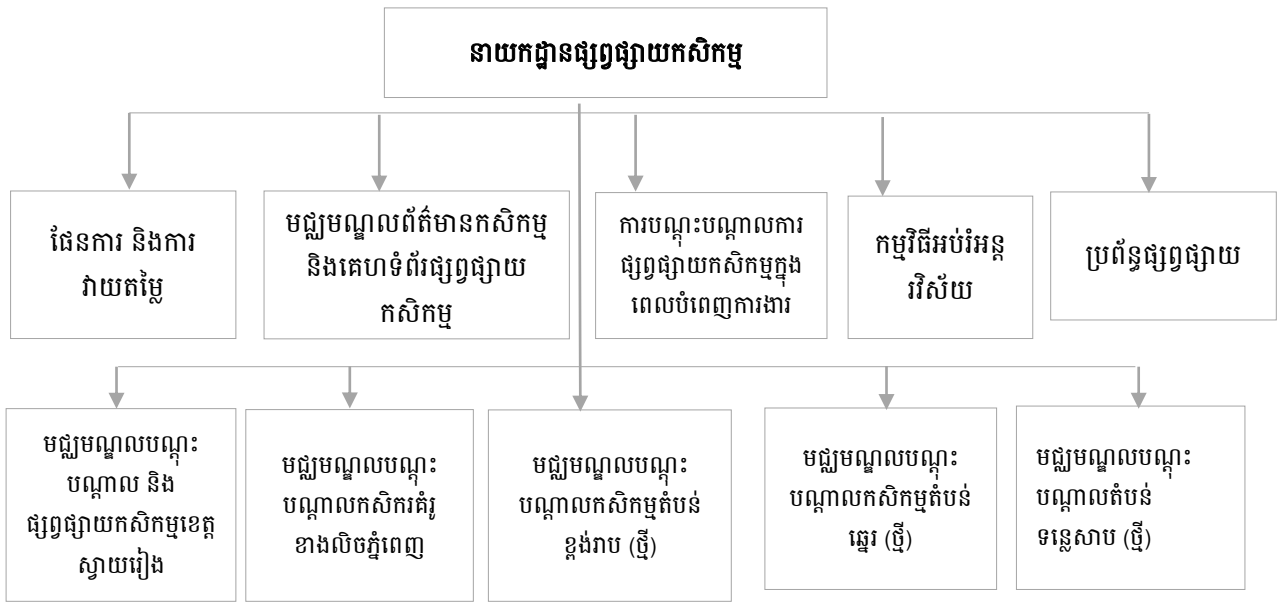 នាយកដ្ឋានផ្សព្វផ្សាយកសិកម្ម
ផែនការ និងការ
វាយតម្លៃ
មជ្ឈមណ្ឌលព័ត៌មានកសិកម្ម
និងគេហទំព័រផ្សព្វផ្សាយ
កសិកម្ម
ការបណ្តុះបណ្តាលការ
ផ្សព្វផ្សាយកសិកម្មក្នុង
ពេលបំពេញការងារ
កម្មវិធីអប់រំអន្ត
រវិស័យ
ប្រព័ន្ធផ្សព្វផ្សាយ
មជ្ឈមណ្ឌលបណ្តុះ
បណ្តាល និង
ផ្សព្វផ្សាយកសិកម្មខេត្ត
ស្វាយរៀង
មជ្ឈមណ្ឌលបណ្តុះ
បណ្តាលកសិករគំរូ
ខាងលិចភ្នំពេញ
មជ្ឈមណ្ឌលបណ្តុះ
បណ្តាលកសិកម្មតំបន់
ខ្ពង់រាប (ថ្មី)
មជ្ឈមណ្ឌលបណ្តុះ
បណ្តាលកសិកម្មតំបន់
ឆ្នេរ (ថ្មី)
មជ្ឈមណ្ឌលបណ្តុះ
បណ្តាលតំបន់
ទន្លេសាប (ថ្មី)